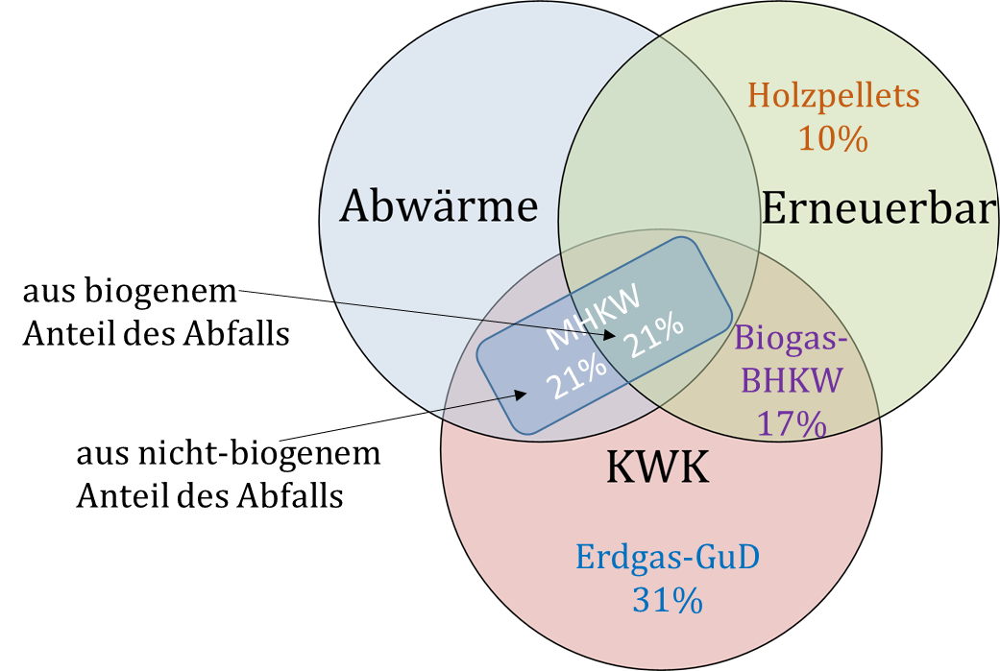 Holzpellets
10%
Abwärme
Erneuerbar
aus biogenem
Anteil des Abfalls
MHKW
21%
21%
Biogas-
BHKW
17%
aus nicht-biogenem
Anteil des Abfalls
KWK
Erdgas-GuD
31%